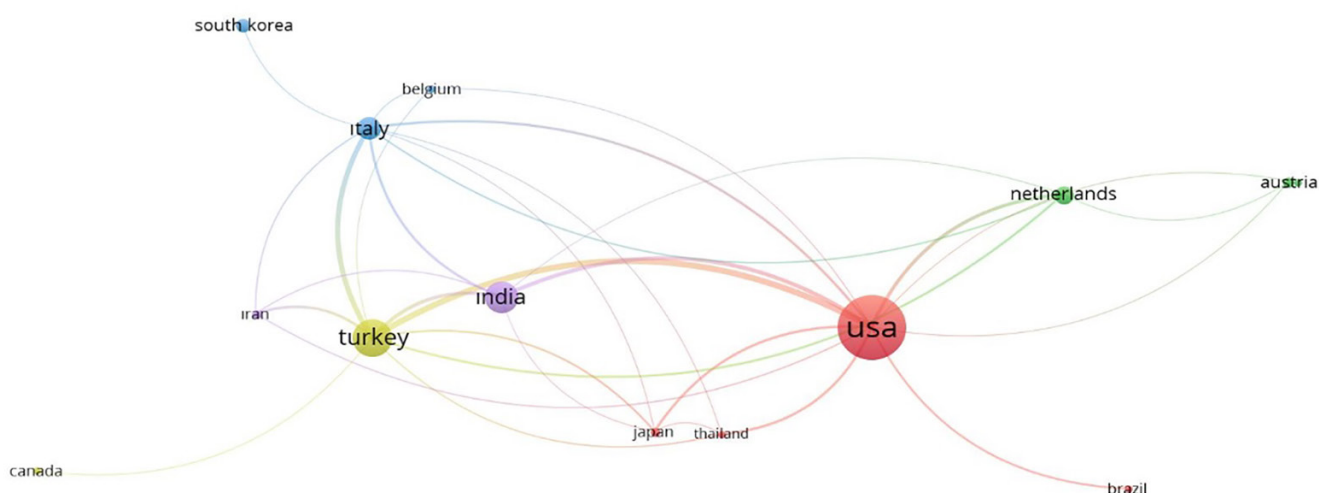 south korea
belgium
italy
netherlands
austria
india
iran
turkey
usa
japan
thailand
canada
brazil